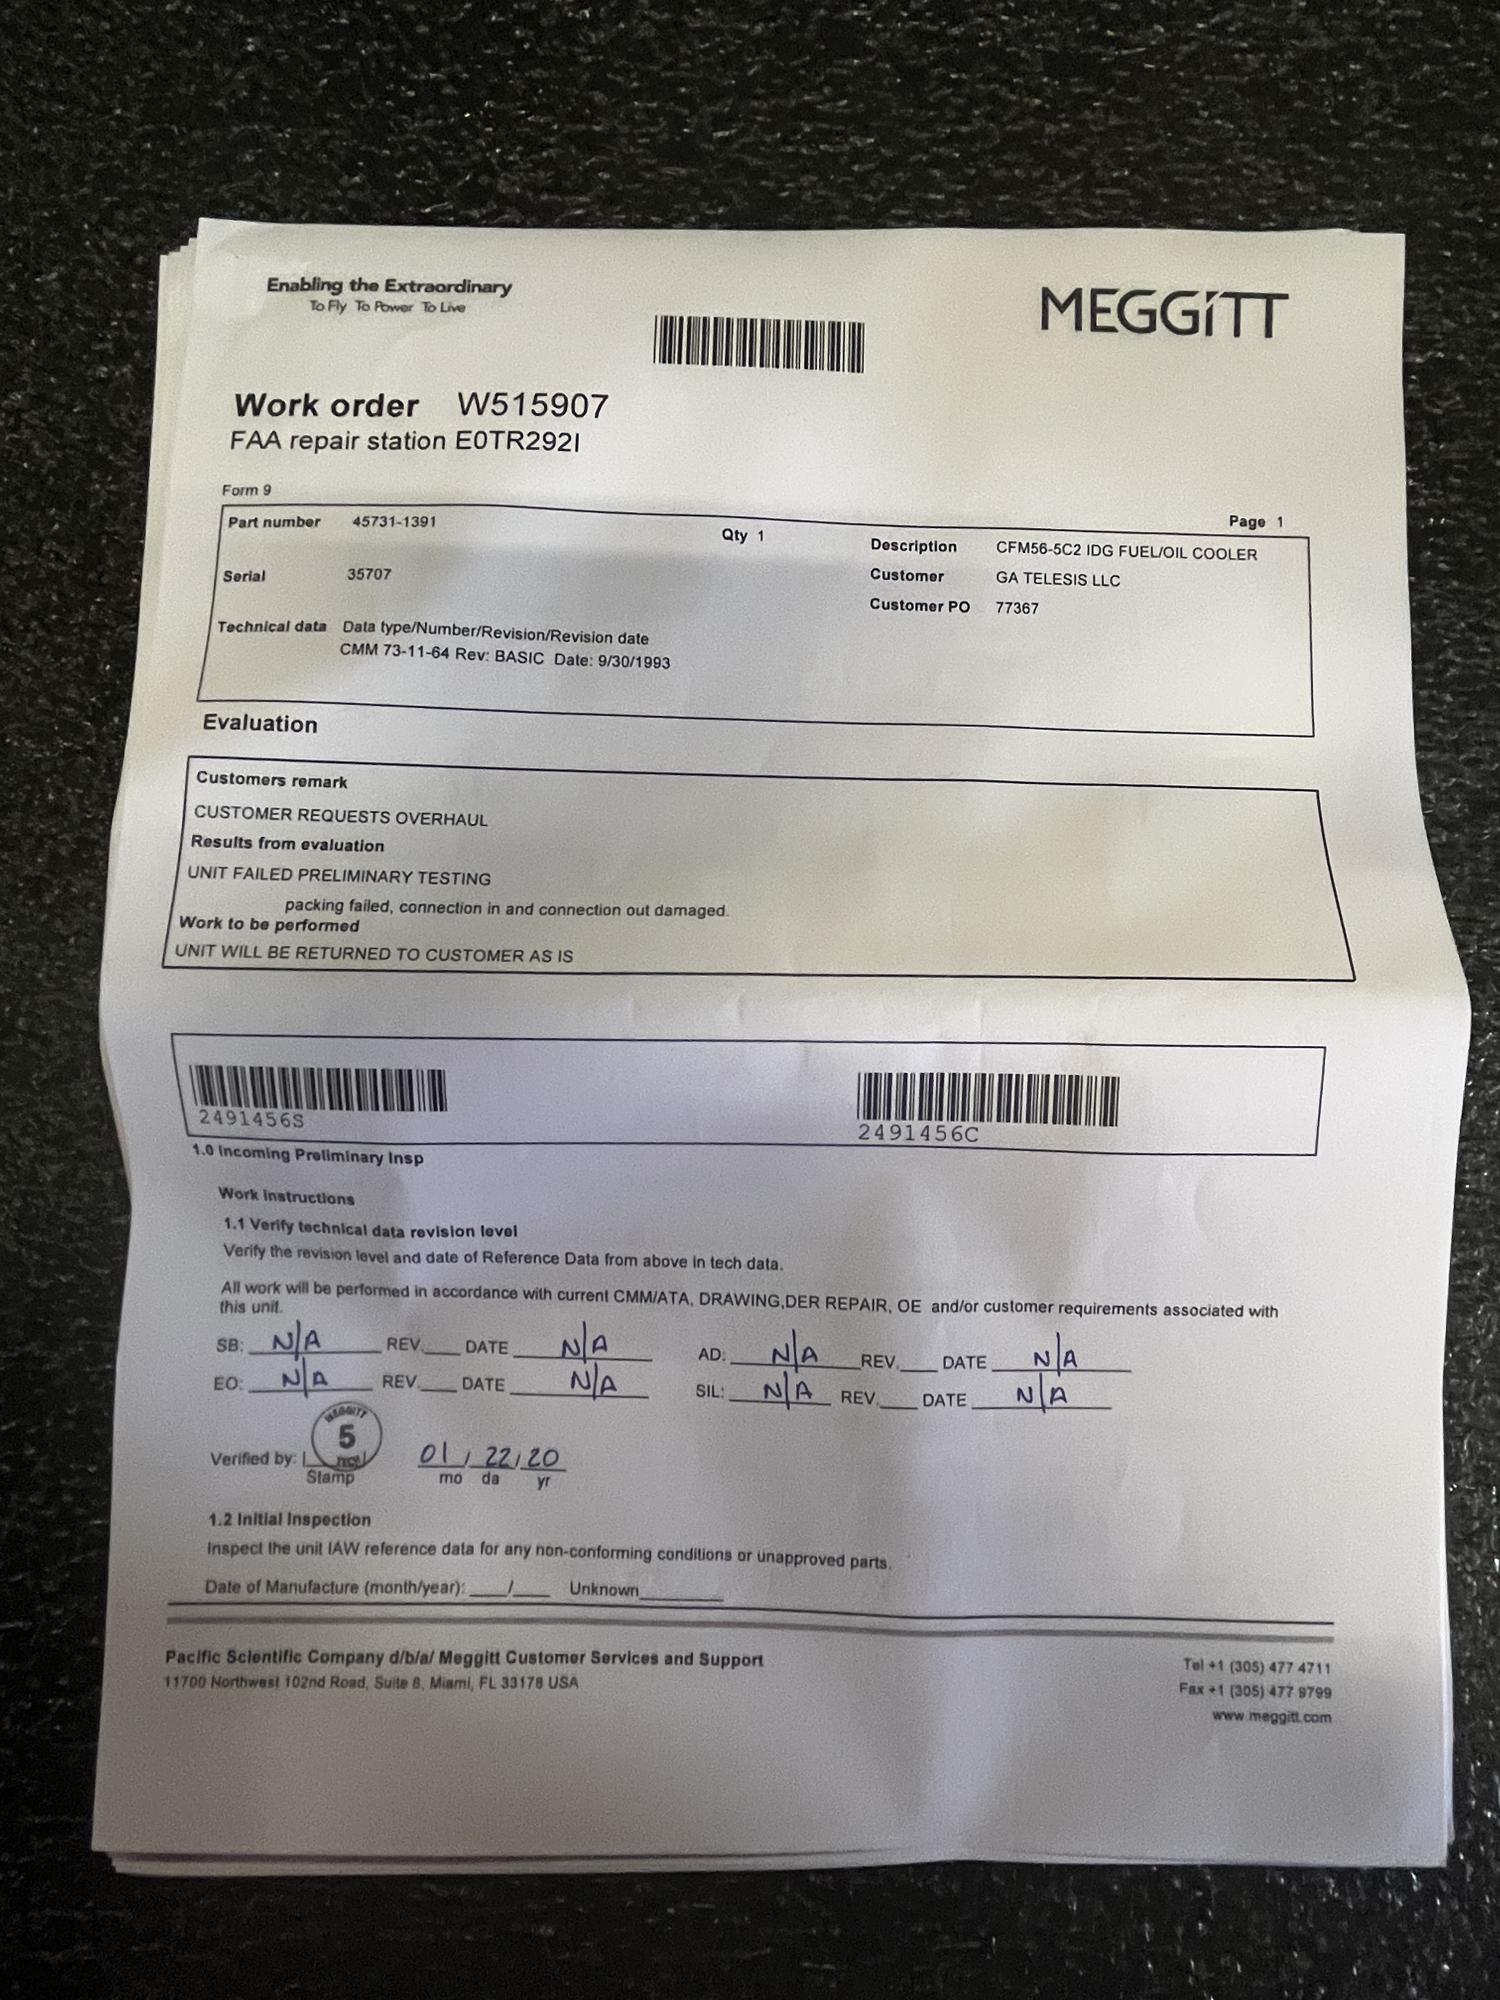 Enabling the Extraordinary
To Fly To Power To Live
MEGGiTT
Work order W515907
FAA repair station E0TR292I
Form 9
Page 1
Part number 45731-1391
Qty 1
Description CFM56-5C2 IDG FUEL/OIL COOLER
Serial 35707
Customer GA TELESIS LLC
Customer PO 77367
Technical data Data type/Number/Revision/Revision date
CMM 73-11-64 Rev: BASIC Date: 9/30/1993
Evaluation
Customers remark
CUSTOMER REQUESTS OVERHAUL
Results from evaluation
UNIT FAILED PRELIMINARY TESTING
packing failed, connection in and connection out damaged.
Work to be performed
UNIT WILL BE RETURNED TO CUSTOMER AS IS
2491456S
2491456C
1.0 Incoming Preliminary Insp
Work Instructions
1.1 Verify technical data revision level
Verify the revision level and date of Reference Data from above in tech data.
All work will be performed in accordance with current CMM/ATA, DRAWING,DER REPAIR, OE and/or customer requirements associated with
this unit.
SB: N/A REV.___ DATE N/A AD: N/A REV.___ DATE N/A
EO: N/A REV.___ DATE N/A SIL: N/A REV.___ DATE N/A
MEGGITT
5
Verified by: 01 / 22 / 20
Stamp mo da yr
1.2 Initial Inspection
Inspect the unit IAW reference data for any non-conforming conditions or unapproved parts.
Date of Manufacture (month/year): ___/___ Unknown_______
Pacific Scientific Company d/b/a/ Meggitt Customer Services and Support
11700 Northwest 102nd Road, Suite 6, Miami, FL 33178 USA
Tel +1 (305) 477 4711
Fax +1 (305) 477 9799
www.meggitt.com